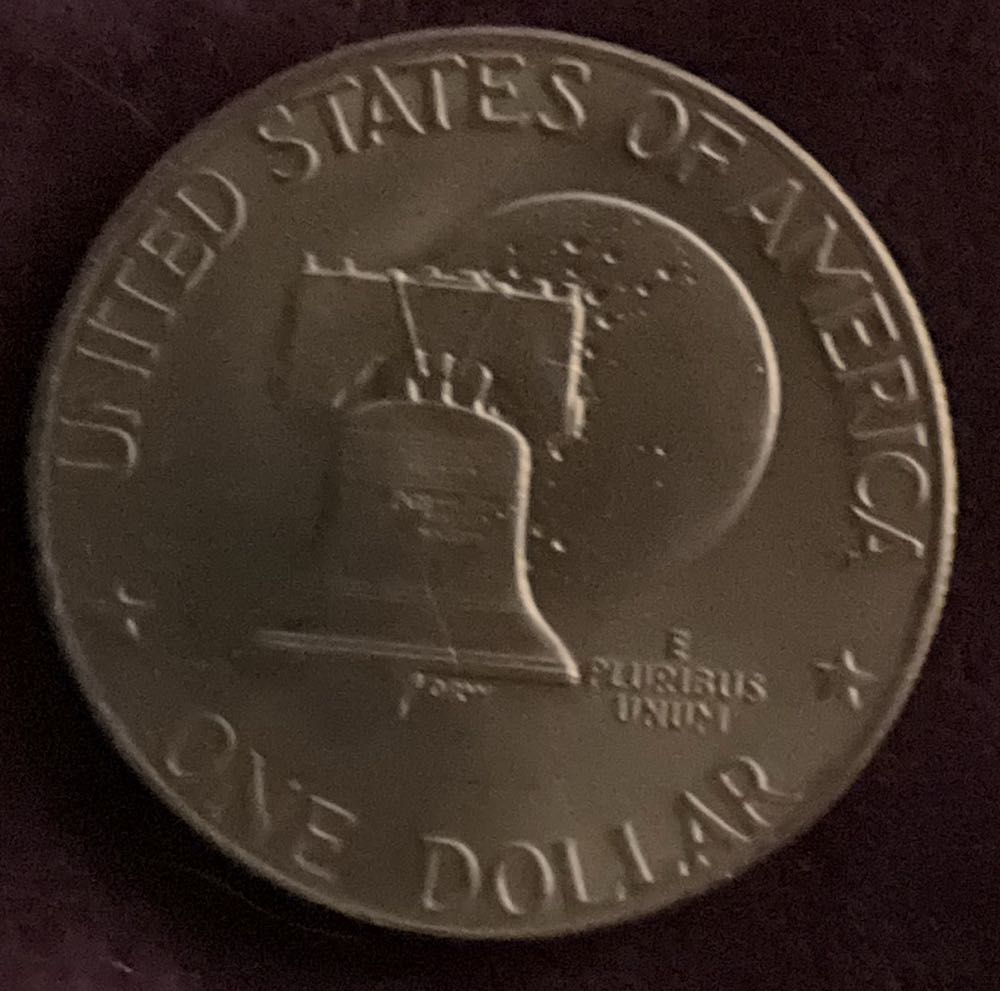 UNITED STATES OF AMERICA
E
PLURIBUS
UNUM
ONE DOLLAR